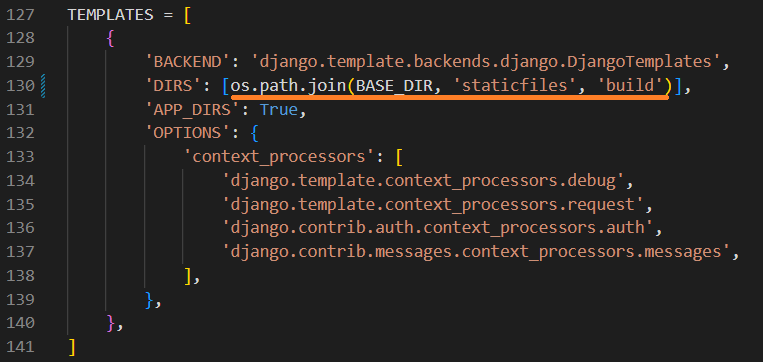 127 TEMPLATES = [
128     {
129         'BACKEND': 'django.template.backends.django.DjangoTemplates',
130         'DIRS': [os.path.join(BASE_DIR, 'staticfiles', 'build')],
131         'APP_DIRS': True,
132         'OPTIONS': {
133             'context_processors': [
134                 'django.template.context_processors.debug',
135                 'django.template.context_processors.request',
136                 'django.contrib.auth.context_processors.auth',
137                 'django.contrib.messages.context_processors.messages',
138             ],
139         },
140     },
141 ]